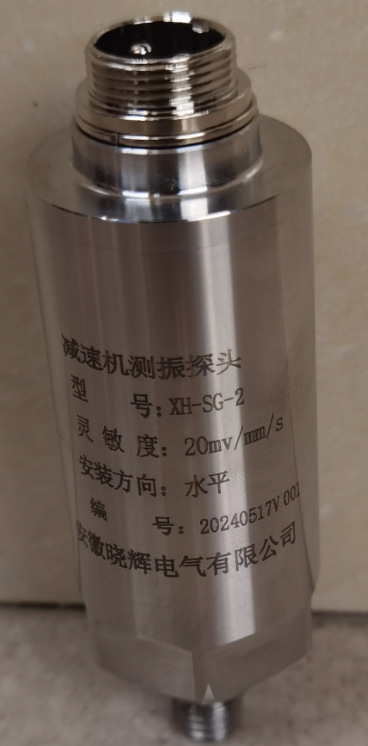 减速机测振探头
型 号:XH-SG-2
灵 敏 度:20mv/mm/s
安装方向:水平
编 号:20240517V001
安徽晓辉电气有限公司